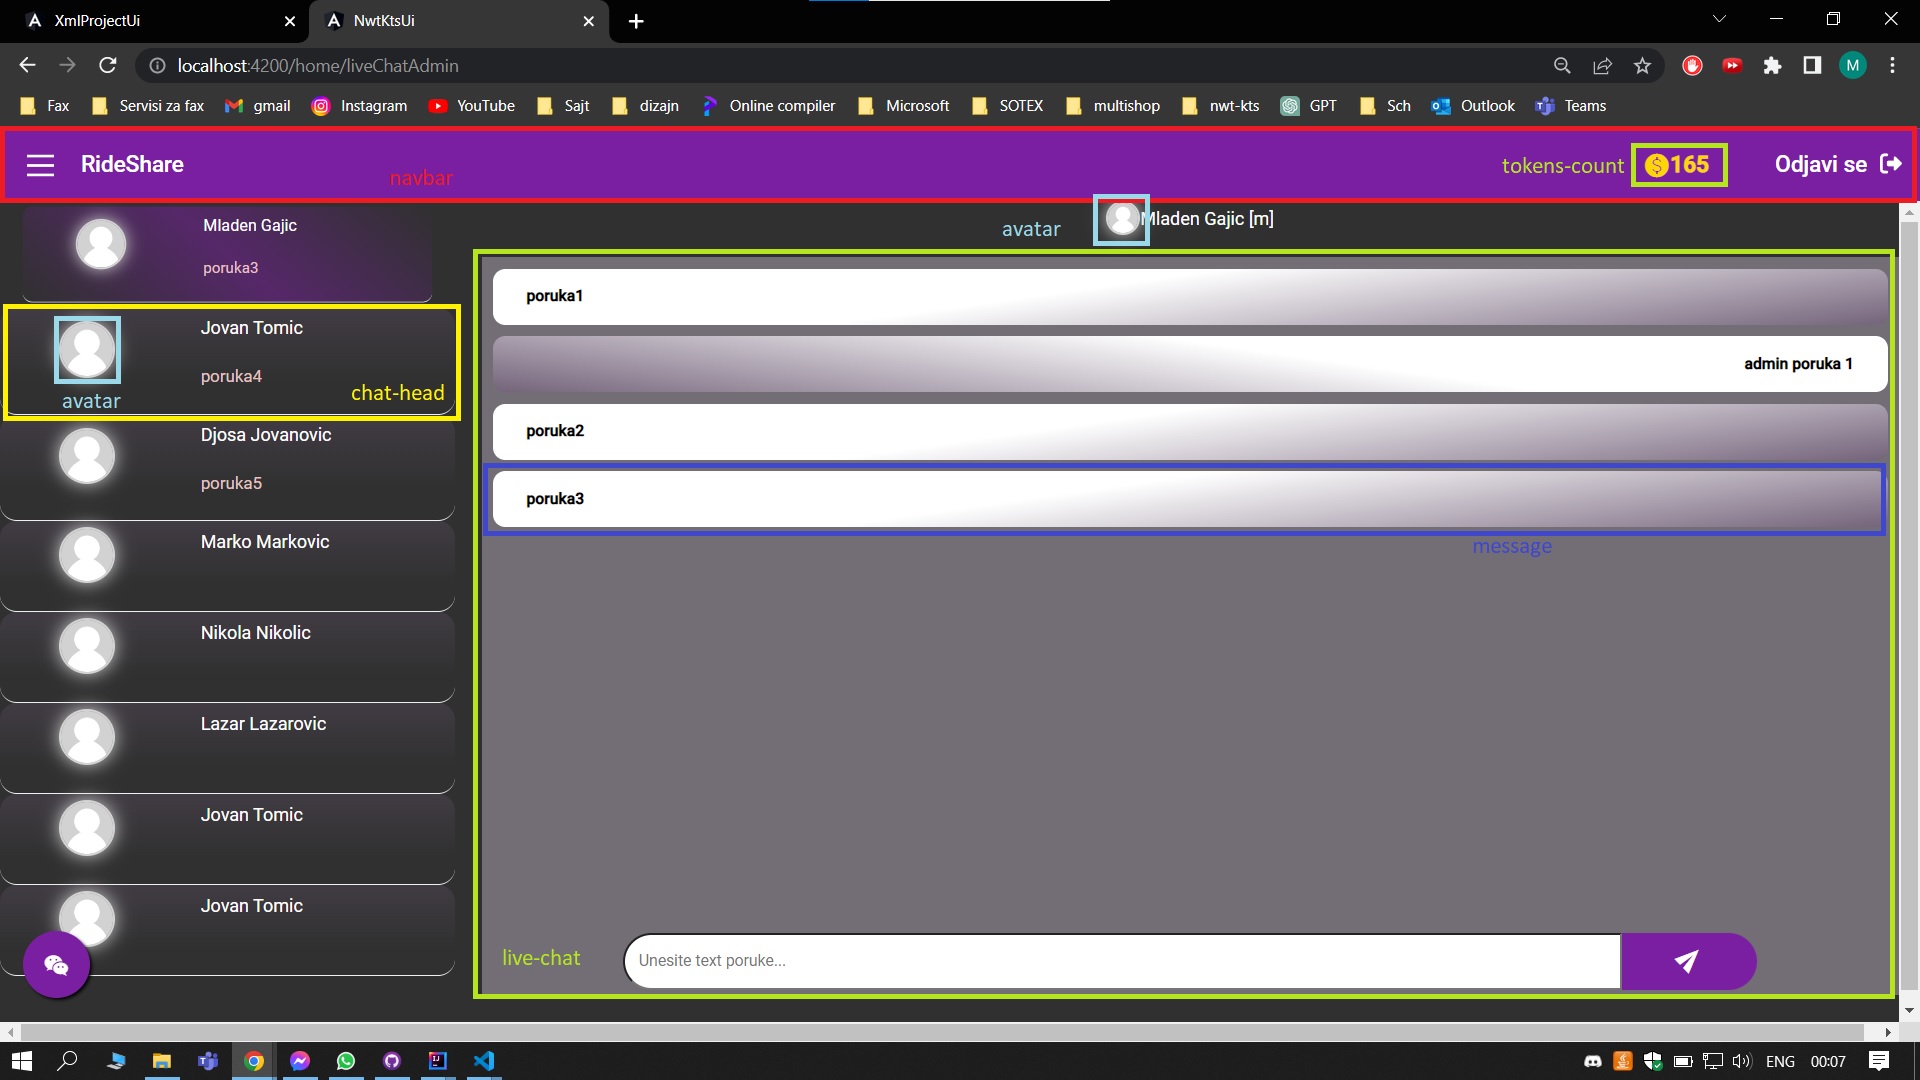 XmlProjectUi
NwtKtsUi
localhost:4200/home/liveChatAdmin
M
Fax
Servisi za fax
gmail
Instagram
YouTube
Sajt
dizajn
Online compiler
Microsoft
SOTEX
multishop
nwt-kts
GPT
Sch
Outlook
Teams
RideShare
navbar
tokens-count
165
Odjavi se
Mladen Gajic
poruka3
avatar
Mladen Gajic [m]
Jovan Tomic
poruka4
avatar
chat-head
Djosa Jovanovic
poruka5
Marko Markovic
Nikola Nikolic
Lazar Lazarovic
Jovan Tomic
Jovan Tomic
poruka1
admin poruka 1
poruka2
poruka3
message
live-chat
Unesite text poruke...
ENG
00:07